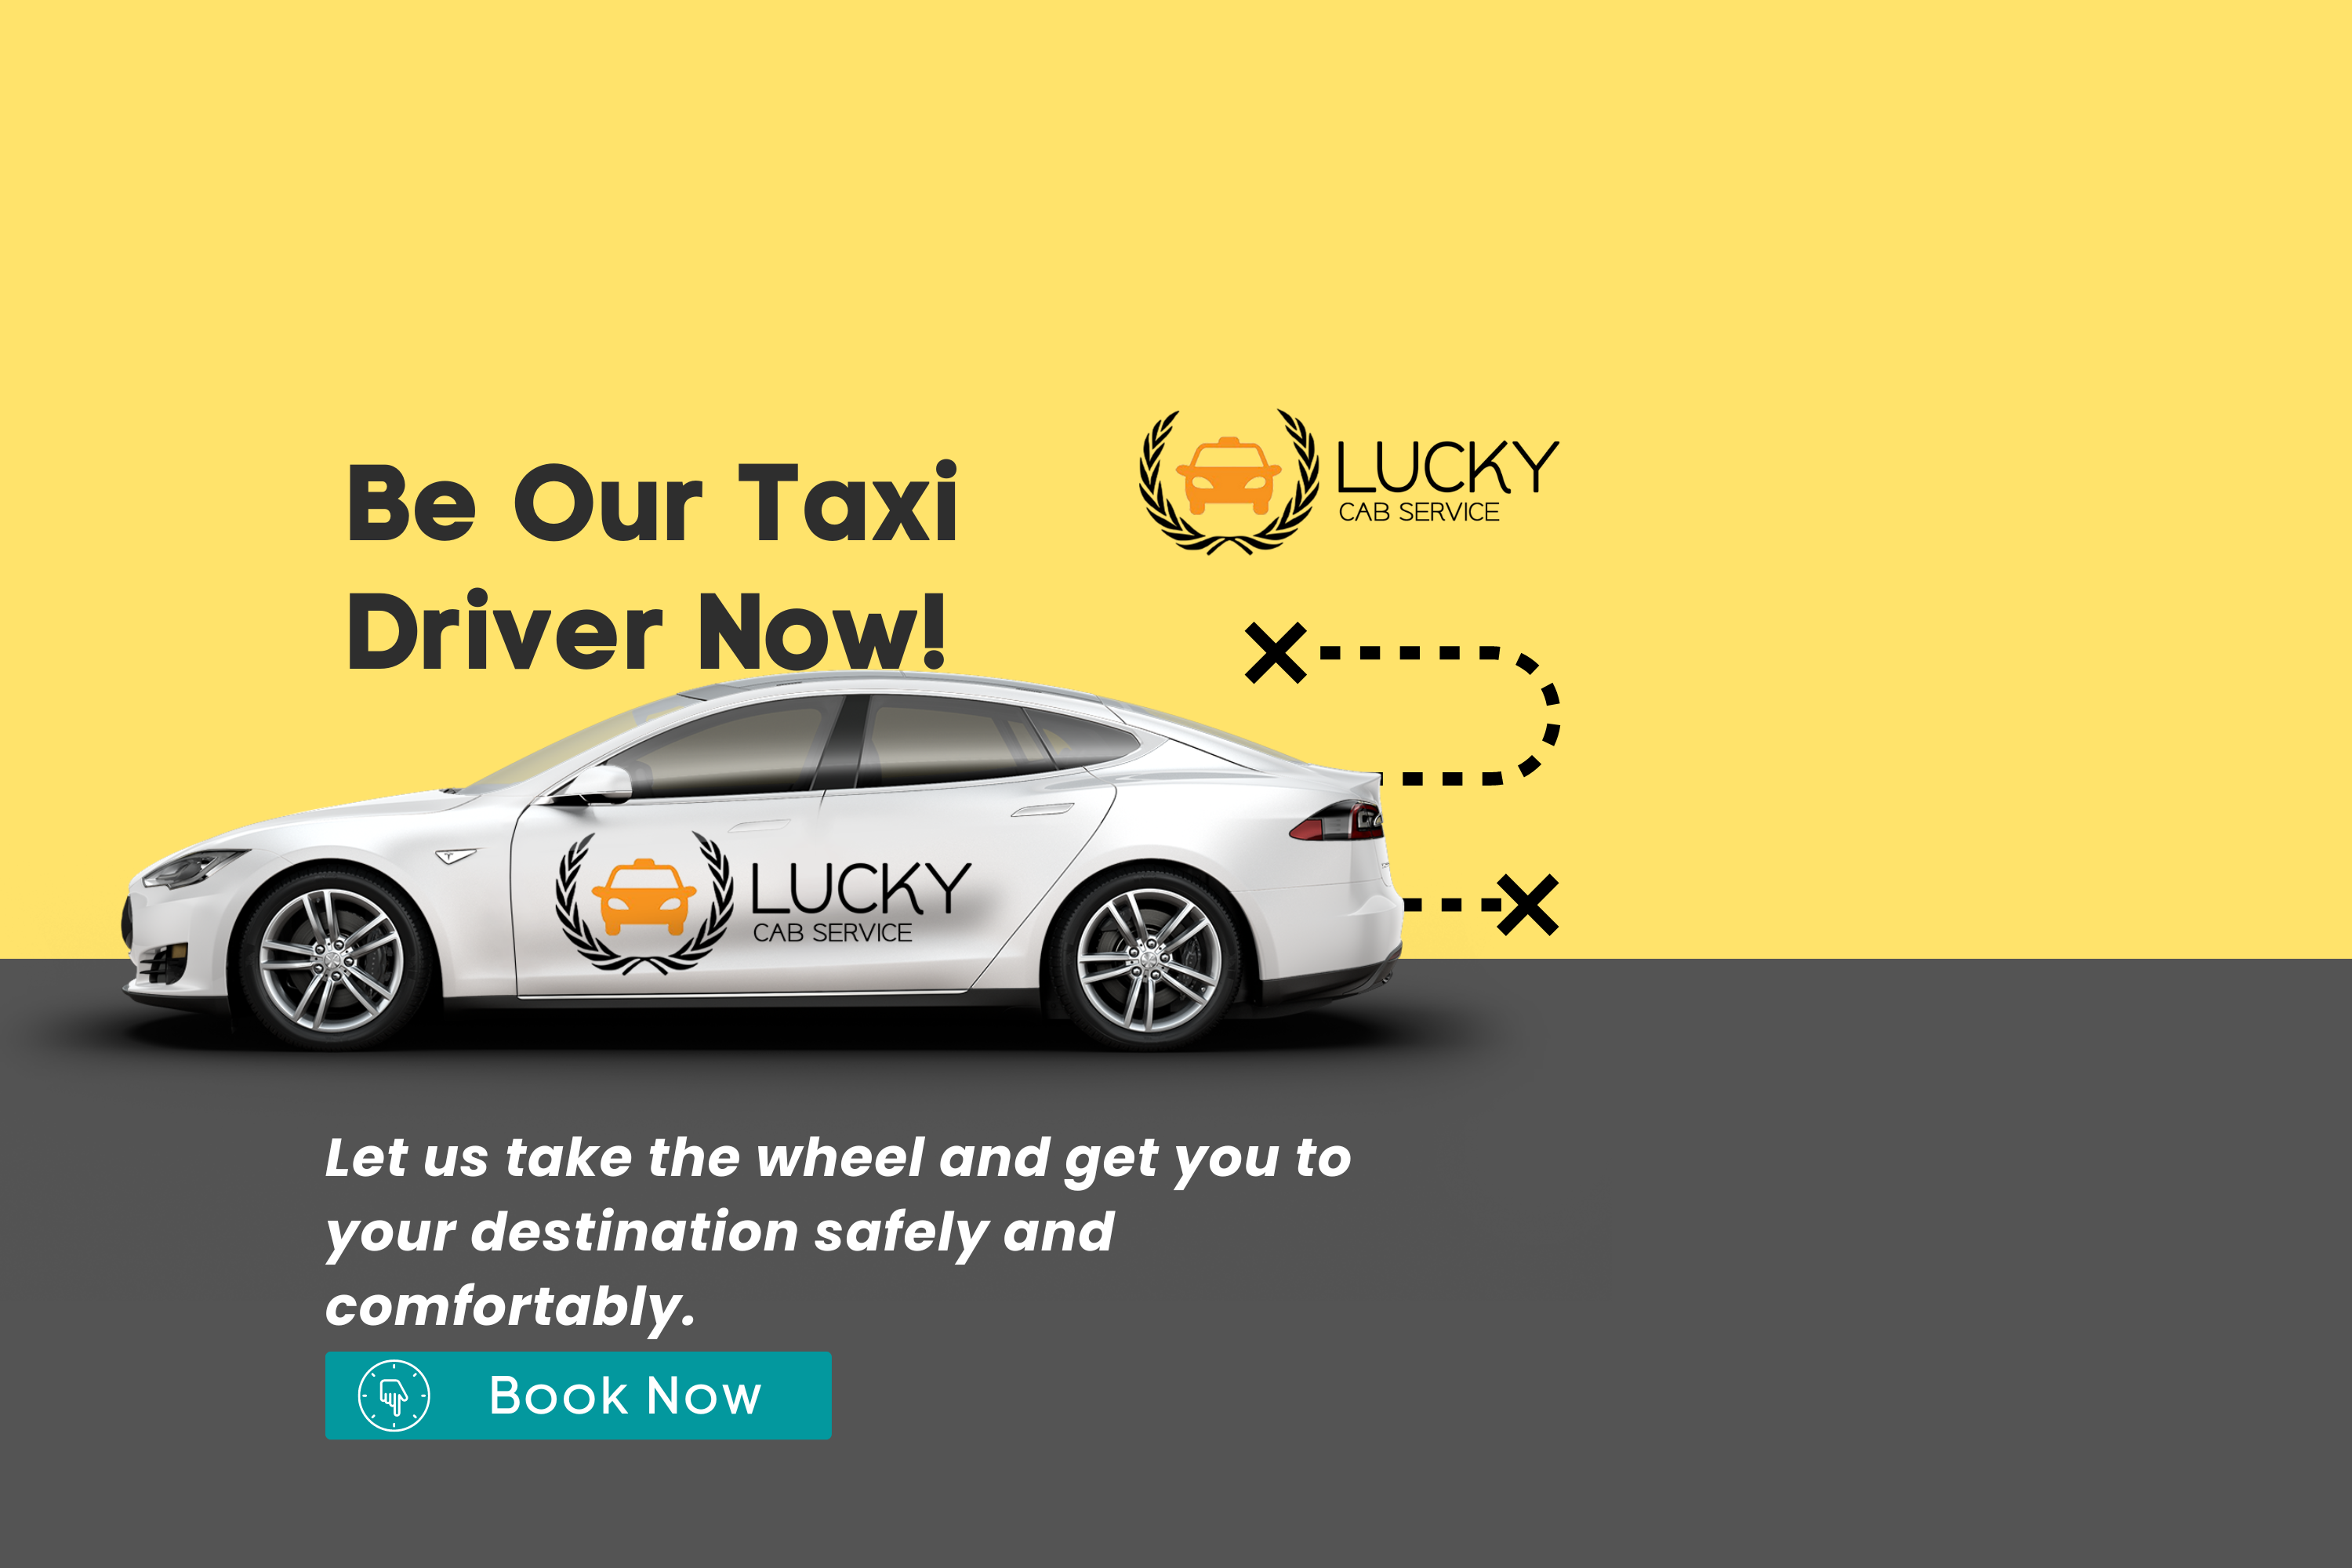 Be Our Taxi
Driver Now!
LUCKY
CAB SERVICE
LUCKY
CAB SERVICE
Let us take the wheel and get you to
your destination safely and
comfortably.
Book Now